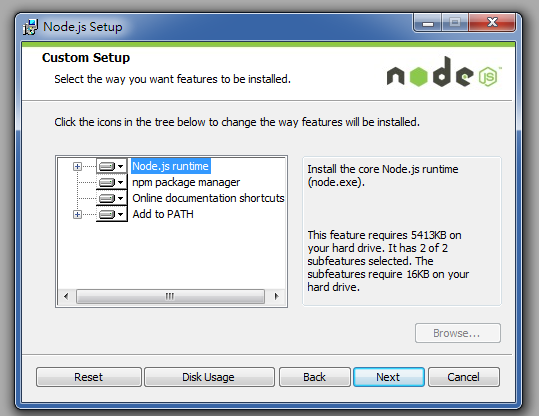 Node.js Setup
Custom Setup
Select the way you want features to be installed.
node JS™
Click the icons in the tree below to change the way features will be installed.
Node.js runtime
npm package manager
Online documentation shortcuts
Add to PATH
Install the core Node.js runtime
(node.exe).
This feature requires 5413KB on
your hard drive. It has 2 of 2
subfeatures selected. The
subfeatures require 16KB on your
hard drive.
Browse...
Reset
Disk Usage
Back
Next
Cancel